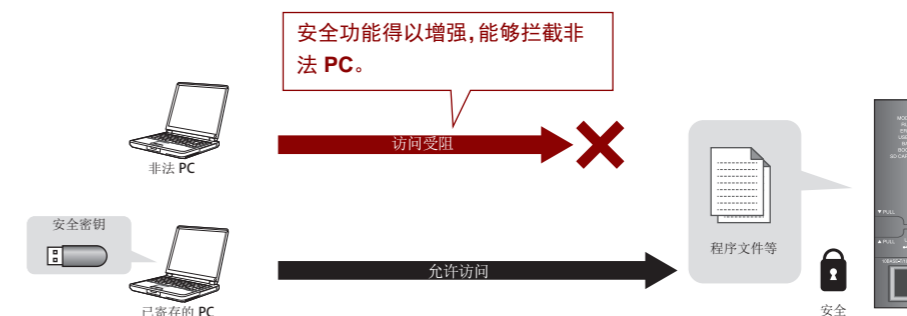 安全功能得以增强,能够拦截非
法 PC。
访问受阻
非法 PC
安全密钥
程序文件等
允许访问
已寄存的 PC
安全
▼ PULL
▲ PULL